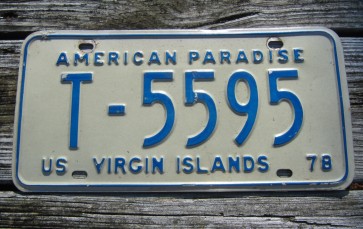 AMERICAN PARADISE
T-5595
US VIRGIN ISLANDS 78